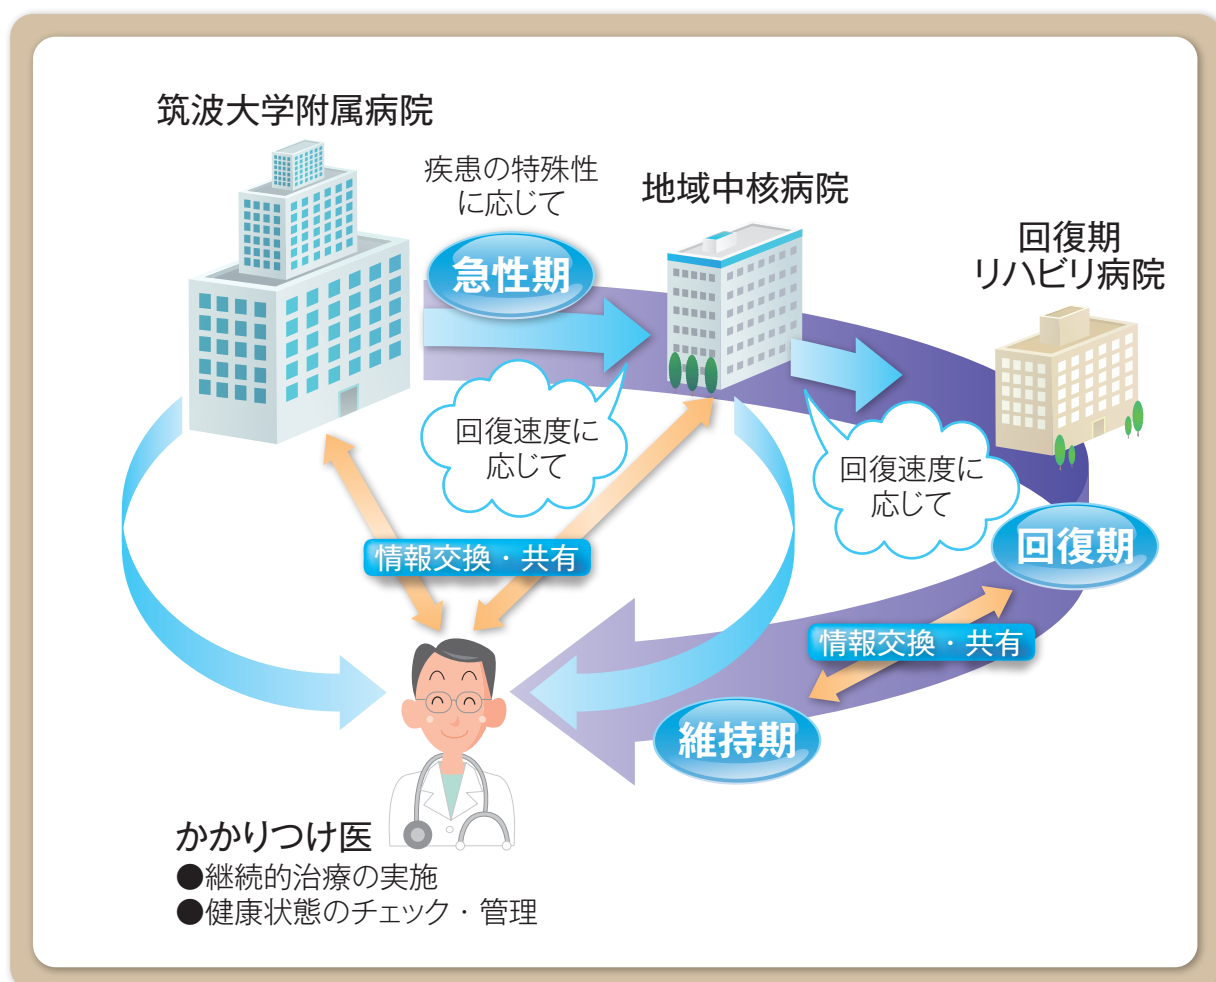 筑波大学附属病院
疾患の特殊性
に応じて
急性期
地域中核病院
回復期
リハビリ病院
回復速度に
応じて
回復速度に
応じて
回復期
情報交換・共有
情報交換・共有
維持期
かかりつけ医
●継続的治療の実施
●健康状態のチェック・管理